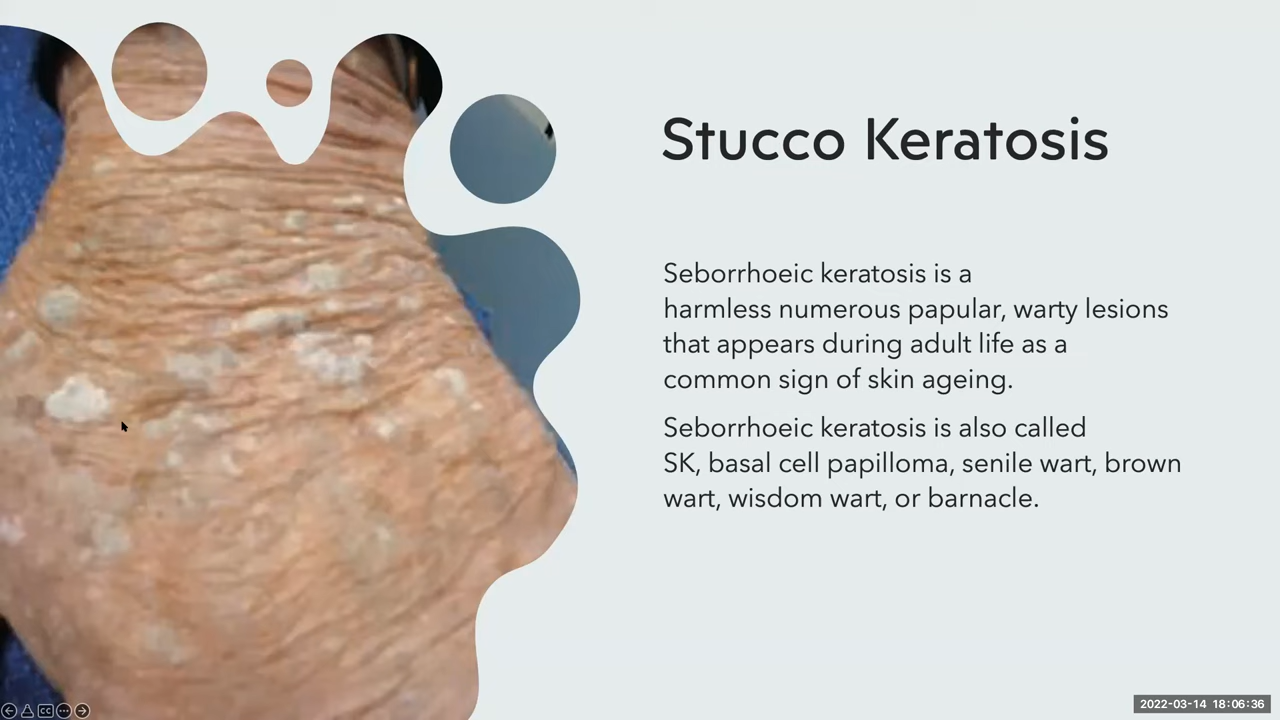 Stucco Keratosis
Seborrhoeic keratosis is a
harmless numerous papular, warty lesions
that appears during adult life as a
common sign of skin ageing.
Seborrhoeic keratosis is also called
SK, basal cell papilloma, senile wart, brown
wart, wisdom wart, or barnacle.
CC
2022-03-14 18:06:36